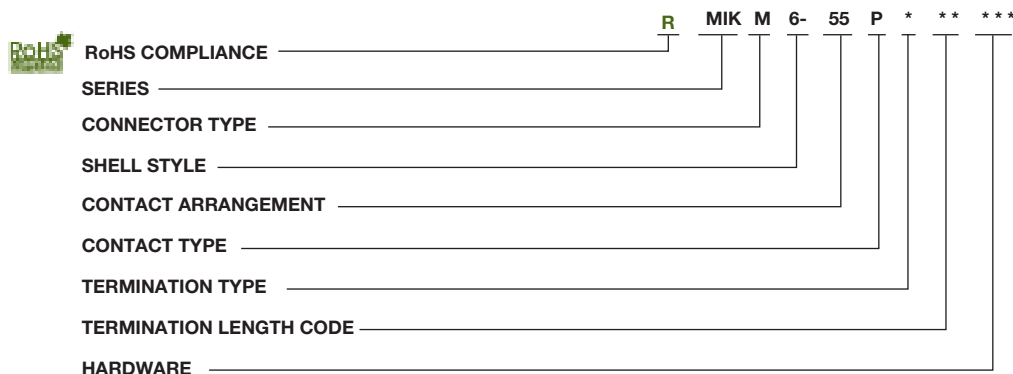 R MIK M 6- 55 P * ** ***
RoHS
RoHS COMPLIANCE
SERIES
CONNECTOR TYPE
SHELL STYLE
CONTACT ARRANGEMENT
CONTACT TYPE
TERMINATION TYPE
TERMINATION LENGTH CODE
HARDWARE